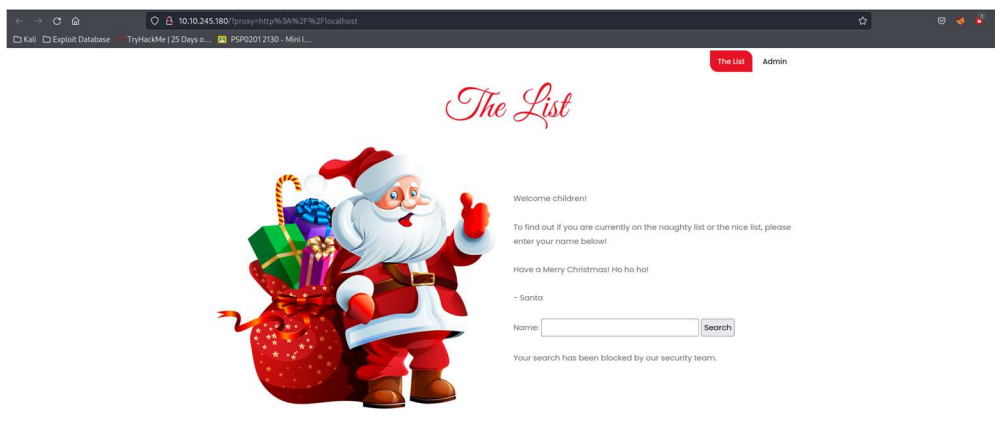 10.10.245.180/?proxy=http%3A%2F%2Flocalhost
Kali Exploit Database TryHackMe | 25 Days o... PSP0201 2130 - Mini I...
The List Admin
The List
Welcome children!
To find out if you are currently on the naughty list or the nice list, please
enter your name below!
Have a Merry Christmas! Ho ho ho!
- Santa
Name: Search
Your search has been blocked by our security team.